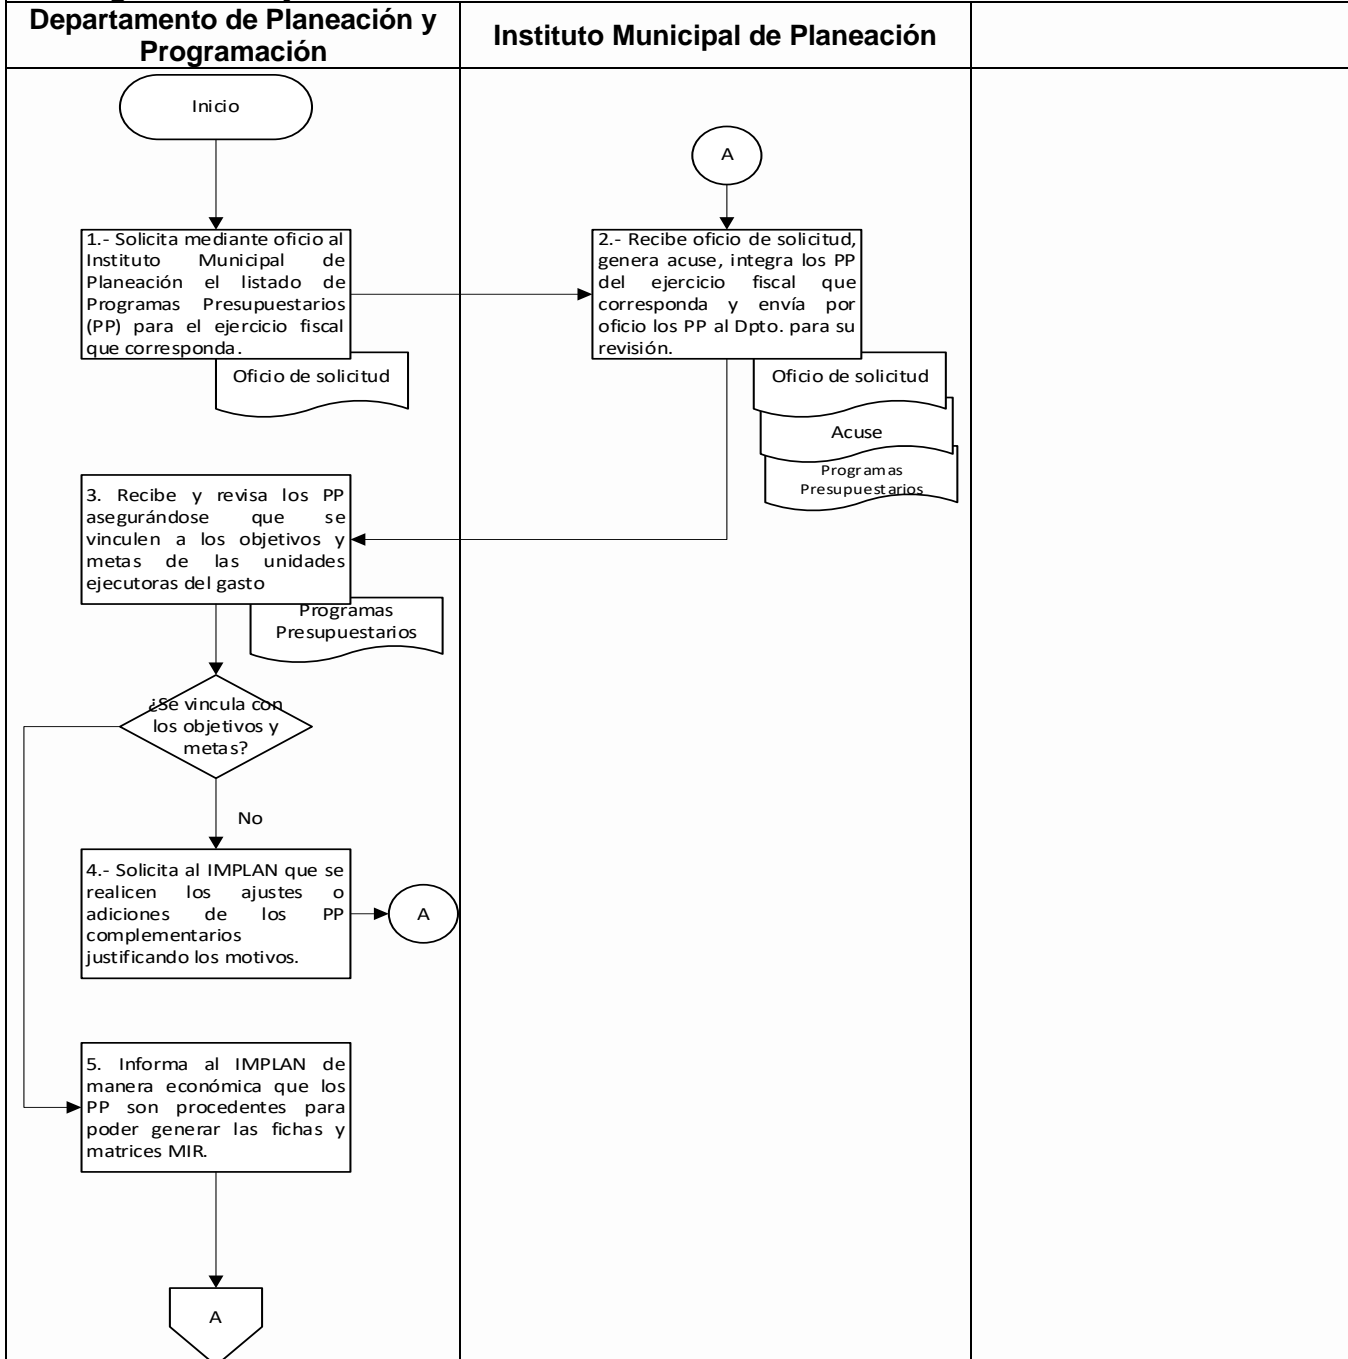 Departamento de Planeación y
Programación
Instituto Municipal de Planeación
Inicio
A
1.- Solicita mediante oficio al
Instituto Municipal de
Planeación el listado de
Programas Presupuestarios
(PP) para el ejercicio fiscal
que corresponda.
Oficio de solicitud
2.- Recibe oficio de solicitud,
genera acuse, integra los PP
del ejercicio fiscal que
corresponda y envía por
oficio los PP al Dpto. para su
revisión.
Oficio de solicitud
Acuse
Programas
Presupuestarios
3. Recibe y revisa los PP
asegurándose que se
vinculen a los objetivos y
metas de las unidades
ejecutoras del gasto
Programas
Presupuestarios
¿Se vincula con
los objetivos y
metas?
No
4.- Solicita al IMPLAN que se
realicen los ajustes o
adiciones de los PP
complementarios
justificando los motivos.
A
5. Informa al IMPLAN de
manera económica que los
PP son procedentes para
poder generar las fichas y
matrices MIR.
A